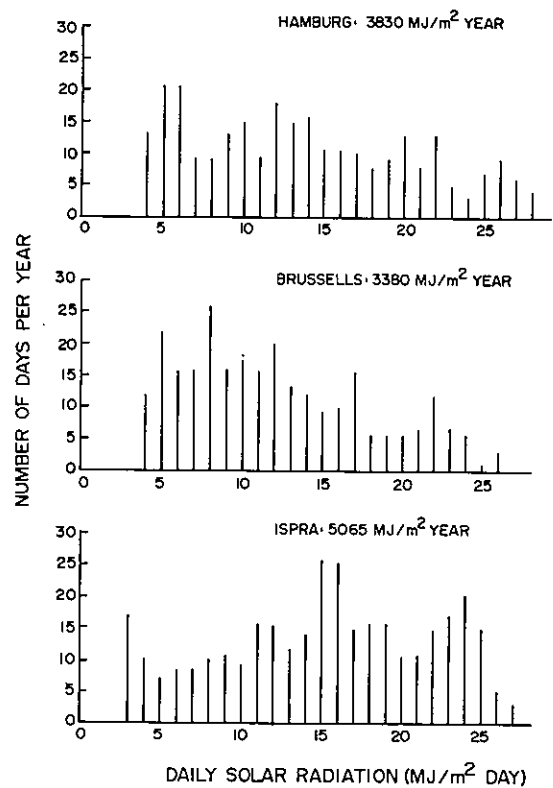 HAMBURG: 3830 MJ/m² YEAR
30
25
20
15
10
5
0
0 5 10 15 20 25
NUMBER OF DAYS PER YEAR
BRUSSELLS: 3380 MJ/m² YEAR
30
25
20
15
10
5
0
0 5 10 15 20 25
ISPRA: 5065 MJ/m² YEAR
30
25
20
15
10
5
0
0 5 10 15 20 25
DAILY SOLAR RADIATION (MJ/m² DAY)